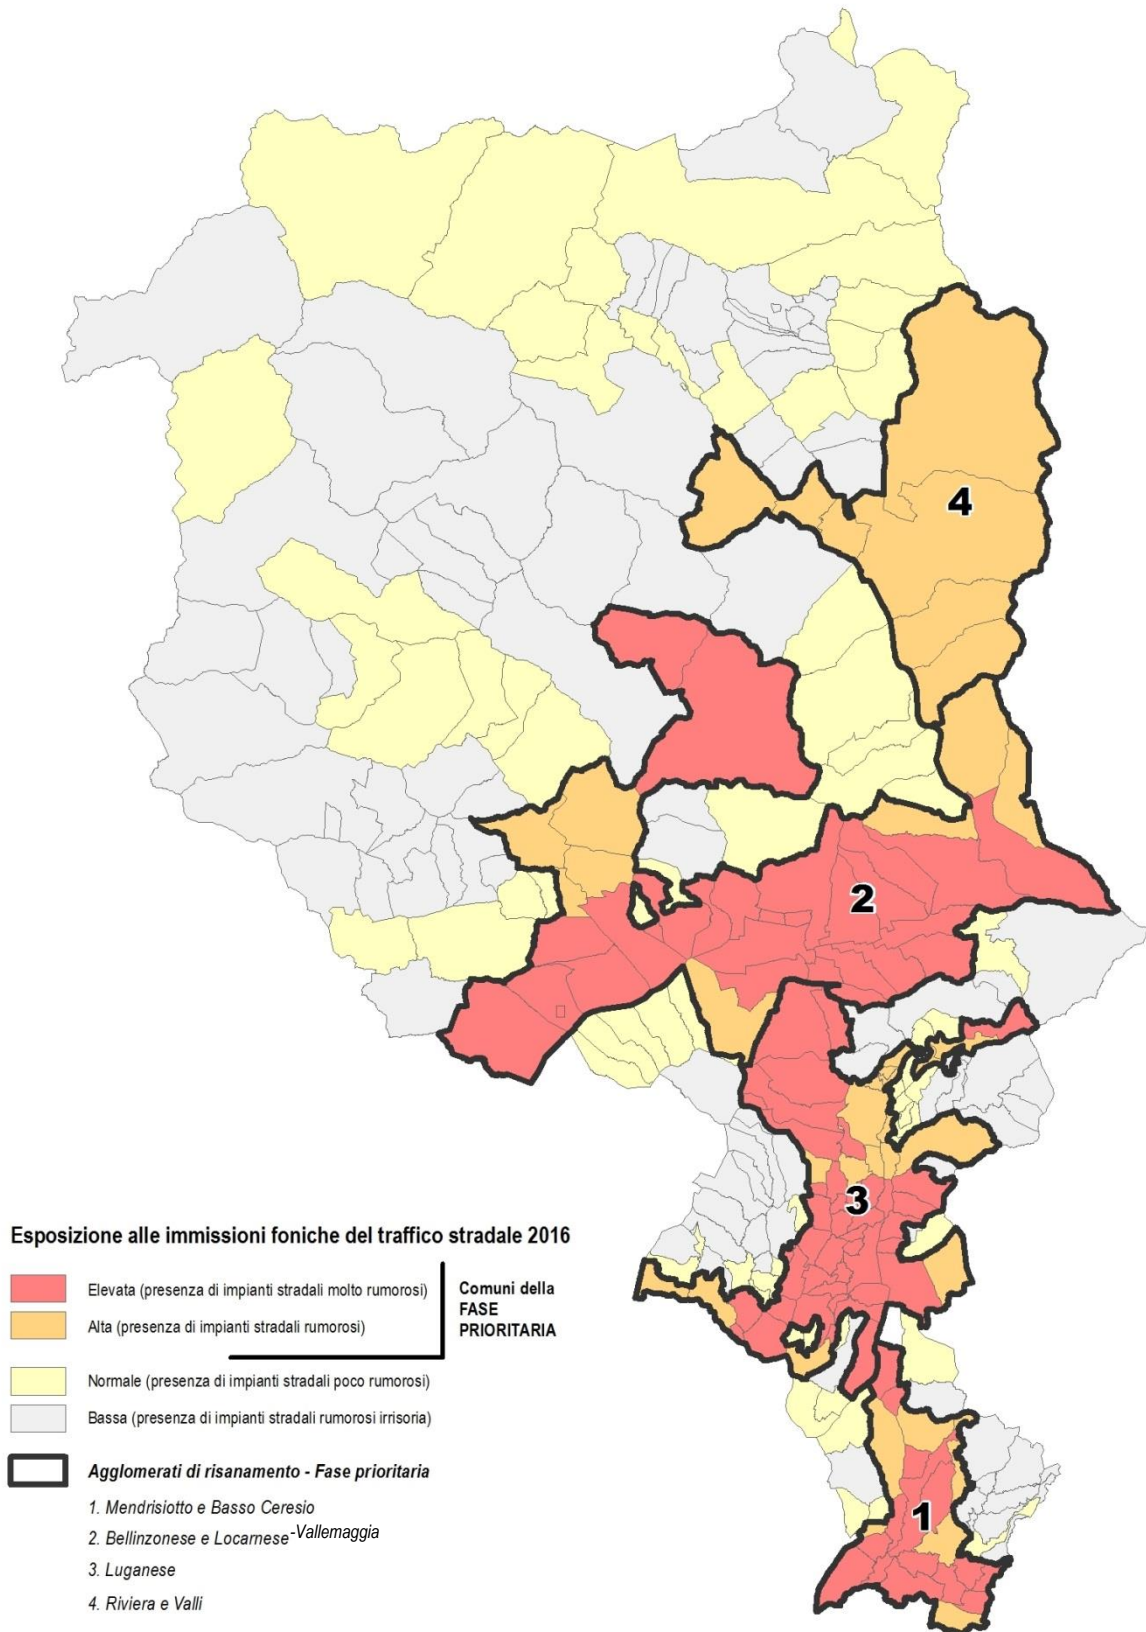 4
2
3
1
Esposizione alle immissioni foniche del traffico stradale 2016
Elevata (presenza di impianti stradali molto rumorosi)
Alta (presenza di impianti stradali rumorosi)
Comuni della
FASE
PRIORITARIA
Normale (presenza di impianti stradali poco rumorosi)
Bassa (presenza di impianti stradali rumorosi irrisoria)
Agglomerati di risanamento - Fase prioritaria
1. Mendrisiotto e Basso Ceresio
2. Bellinzonese e Locarnese-Vallemaggia
3. Luganese
4. Riviera e Valli